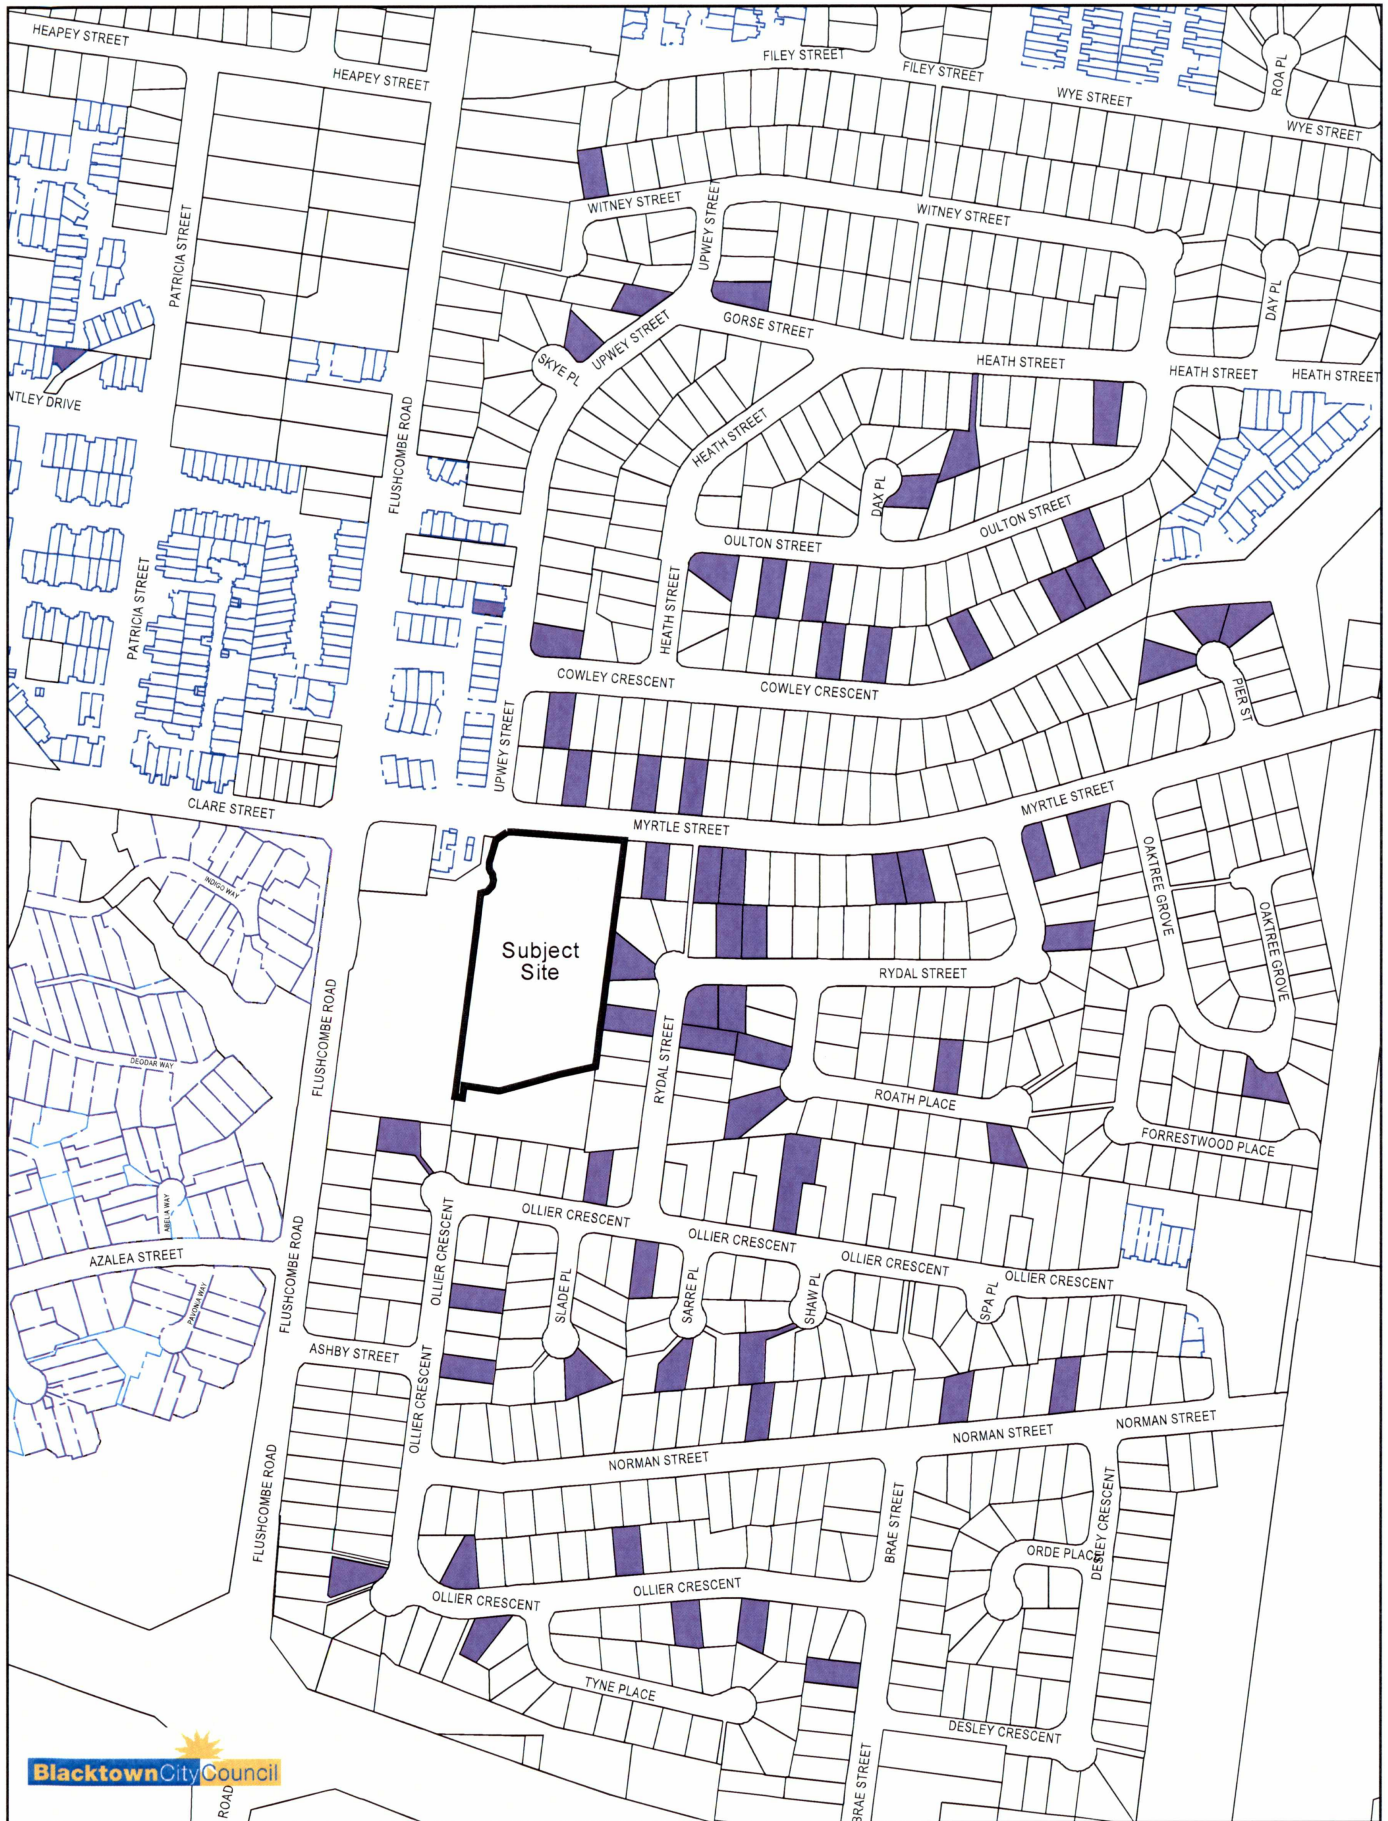 HEAPEY STREET
HEAPEY STREET
FILEY STREET
FILEY STREET
WYE STREET
ROA PL
WYE STREET
WITNEY STREET
UPWEY STREET
WITNEY STREET
PATRICIA STREET
DAY PL
GORSE STREET
UPWEY STREET
SKYE PL
HEATH STREET
HEATH STREET
HEATH STREET
NTLEY DRIVE
FLUSHCOMBE ROAD
HEATH STREET
DAX PL
OULTON STREET
OULTON STREET
PATRICIA STREET
HEATH STREET
COWLEY CRESCENT
COWLEY CRESCENT
PIER ST
UPWEY STREET
CLARE STREET
MYRTLE STREET
MYRTLE STREET
INDIGO WAY
OAKTREE GROVE
OAKTREE GROVE
Subject
Site
RYDAL STREET
FLUSHCOMBE ROAD
RYDAL STREET
DEODAR WAY
ROATH PLACE
FORRESTWOOD PLACE
ABELIA WAY
OLLIER CRESCENT
OLLIER CRESCENT
OLLIER CRESCENT
OLLIER CRESCENT
OLLIER CRESCENT
AZALEA STREET
FLUSHCOMBE ROAD
PAVONIA WAY
SLADE PL
SARRE PL
SHAW PL
SPA PL
ASHBY STREET
OLLIER CRESCENT
NORMAN STREET
NORMAN STREET
NORMAN STREET
FLUSHCOMBE ROAD
BRAE STREET
DESLEY CRESCENT
ORDE PLACE
OLLIER CRESCENT
OLLIER CRESCENT
TYNE PLACE
DESLEY CRESCENT
BlacktownCityCouncil
ROAD
BRAE STREET